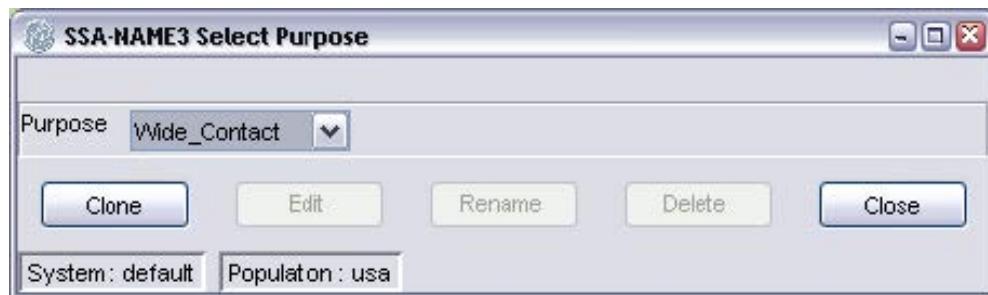 SSA-NAME3 Select Purpose
Purpose Wide_Contact
Clone Edit Rename Delete Close
System : default Populaton : usa